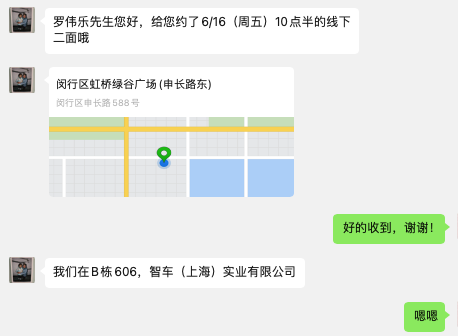 罗伟乐先生您好，给您约了6/16（周五）10点半的线下
二面哦
闵行区虹桥绿谷广场(申长路东)
闵行区申长路588号
好的收到，谢谢！
我们在B栋606，智车（上海）实业有限公司
嗯嗯